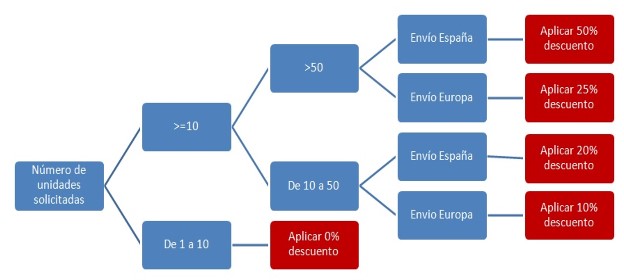 Número de
unidades
solicitadas
>=10
De 1 a 10
>50
De 10 a 50
Aplicar 0%
descuento
Envío España
Envío Europa
Envío España
Envío Europa
Aplicar 50%
descuento
Aplicar 25%
descuento
Aplicar 20%
descuento
Aplicar 10%
descuento